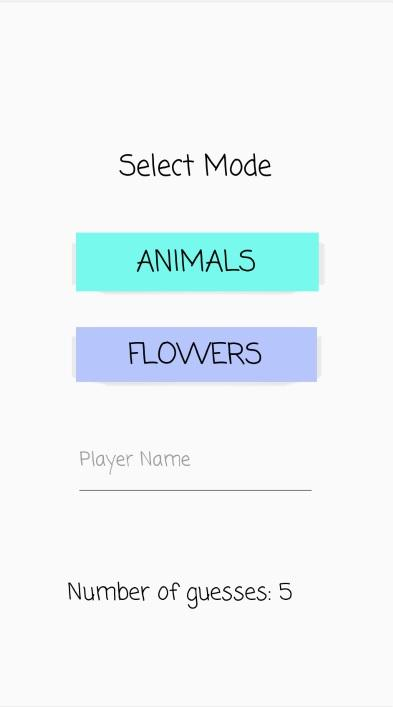 Select Mode
ANIMALS
FLOWERS
Player Name
Number of guesses: 5